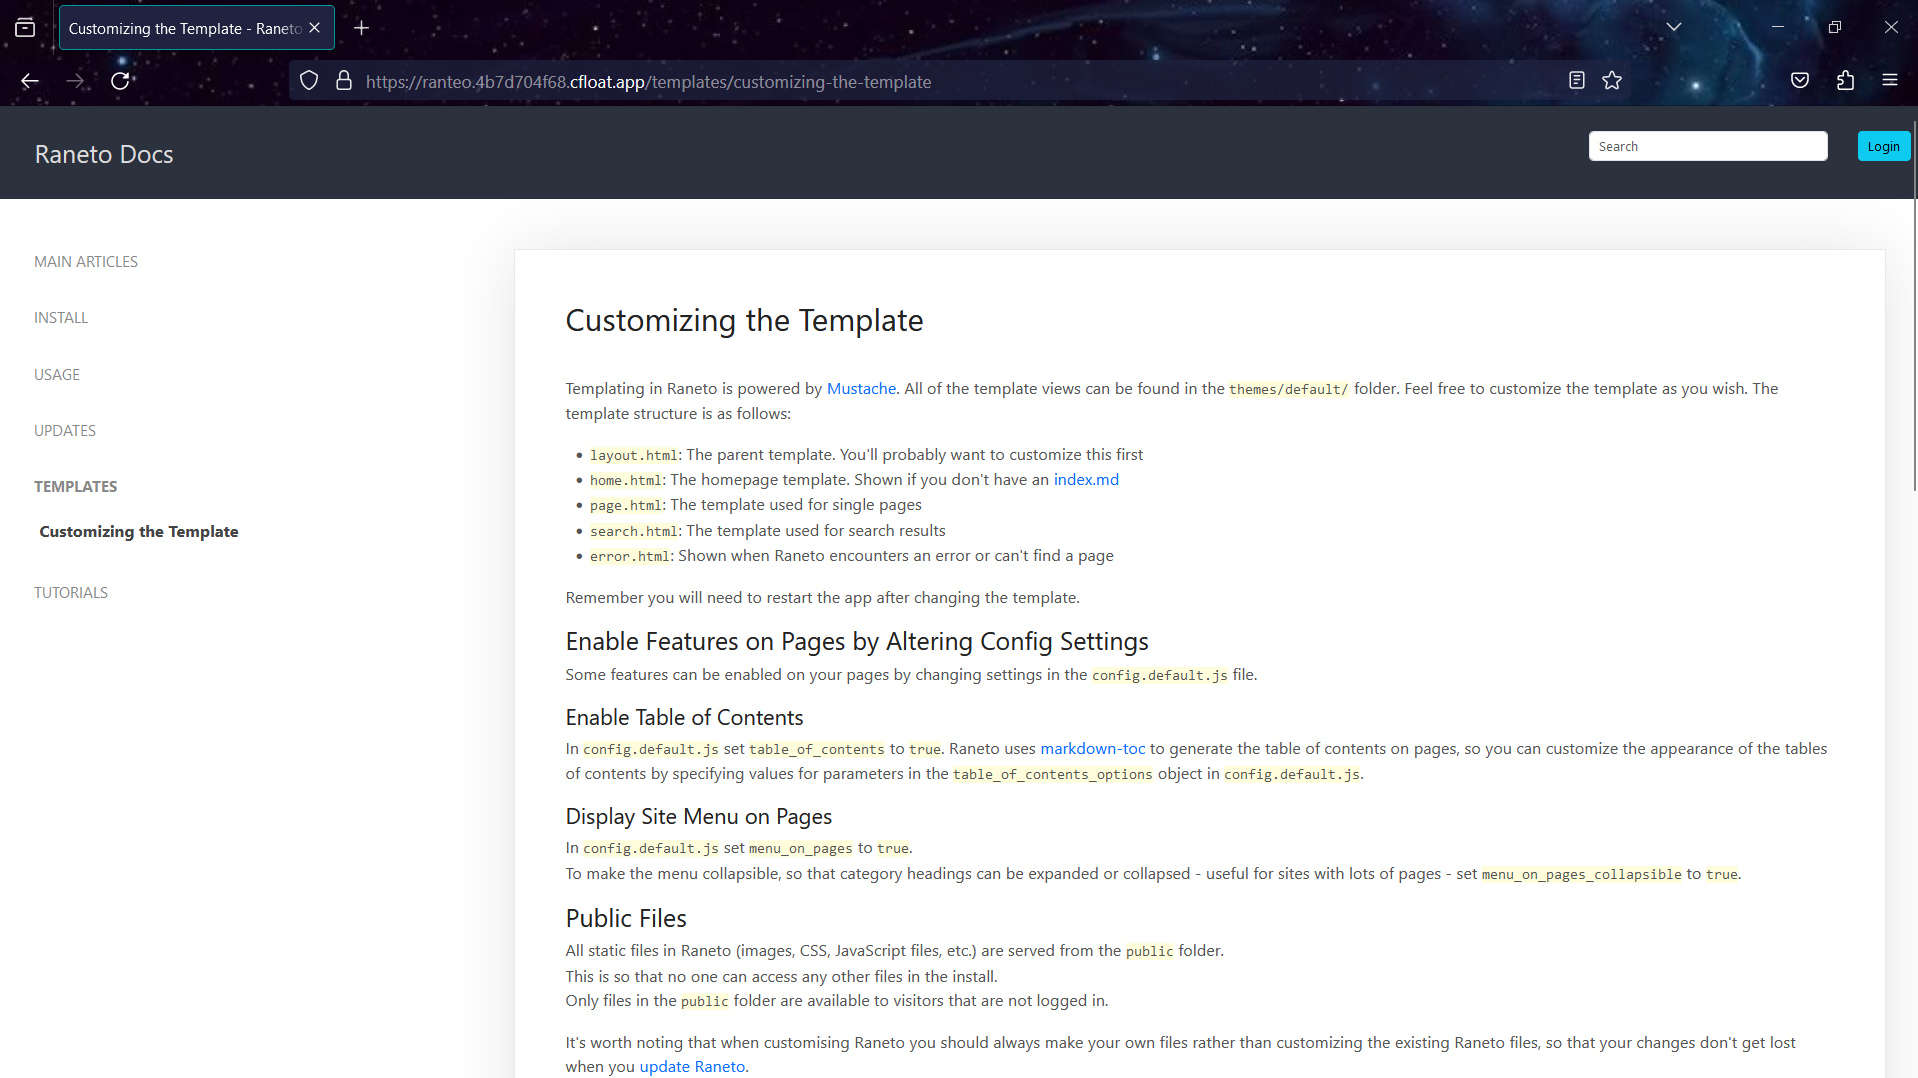 Customizing the Template - Raneto
https://ranteo.4b7d704f68.cfloat.app/templates/customizing-the-template
Raneto Docs
Search
Login
MAIN ARTICLES
INSTALL
USAGE
UPDATES
TEMPLATES
Customizing the Template
TUTORIALS
Customizing the Template
Templating in Raneto is powered by Mustache. All of the template views can be found in the themes/default/ folder. Feel free to customize the template as you wish. The
template structure is as follows:
• layout.html: The parent template. You'll probably want to customize this first
• home.html: The homepage template. Shown if you don't have an index.md
• page.html: The template used for single pages
• search.html: The template used for search results
• error.html: Shown when Raneto encounters an error or can't find a page
Remember you will need to restart the app after changing the template.
Enable Features on Pages by Altering Config Settings
Some features can be enabled on your pages by changing settings in the config.default.js file.
Enable Table of Contents
In config.default.js set table_of_contents to true. Raneto uses markdown-toc to generate the table of contents on pages, so you can customize the appearance of the tables
of contents by specifying values for parameters in the table_of_contents_options object in config.default.js.
Display Site Menu on Pages
In config.default.js set menu_on_pages to true.
To make the menu collapsible, so that category headings can be expanded or collapsed - useful for sites with lots of pages - set menu_on_pages_collapsible to true.
Public Files
All static files in Raneto (images, CSS, JavaScript files, etc.) are served from the public folder.
This is so that no one can access any other files in the install.
Only files in the public folder are available to visitors that are not logged in.
It's worth noting that when customising Raneto you should always make your own files rather than customizing the existing Raneto files, so that your changes don't get lost
when you update Raneto.